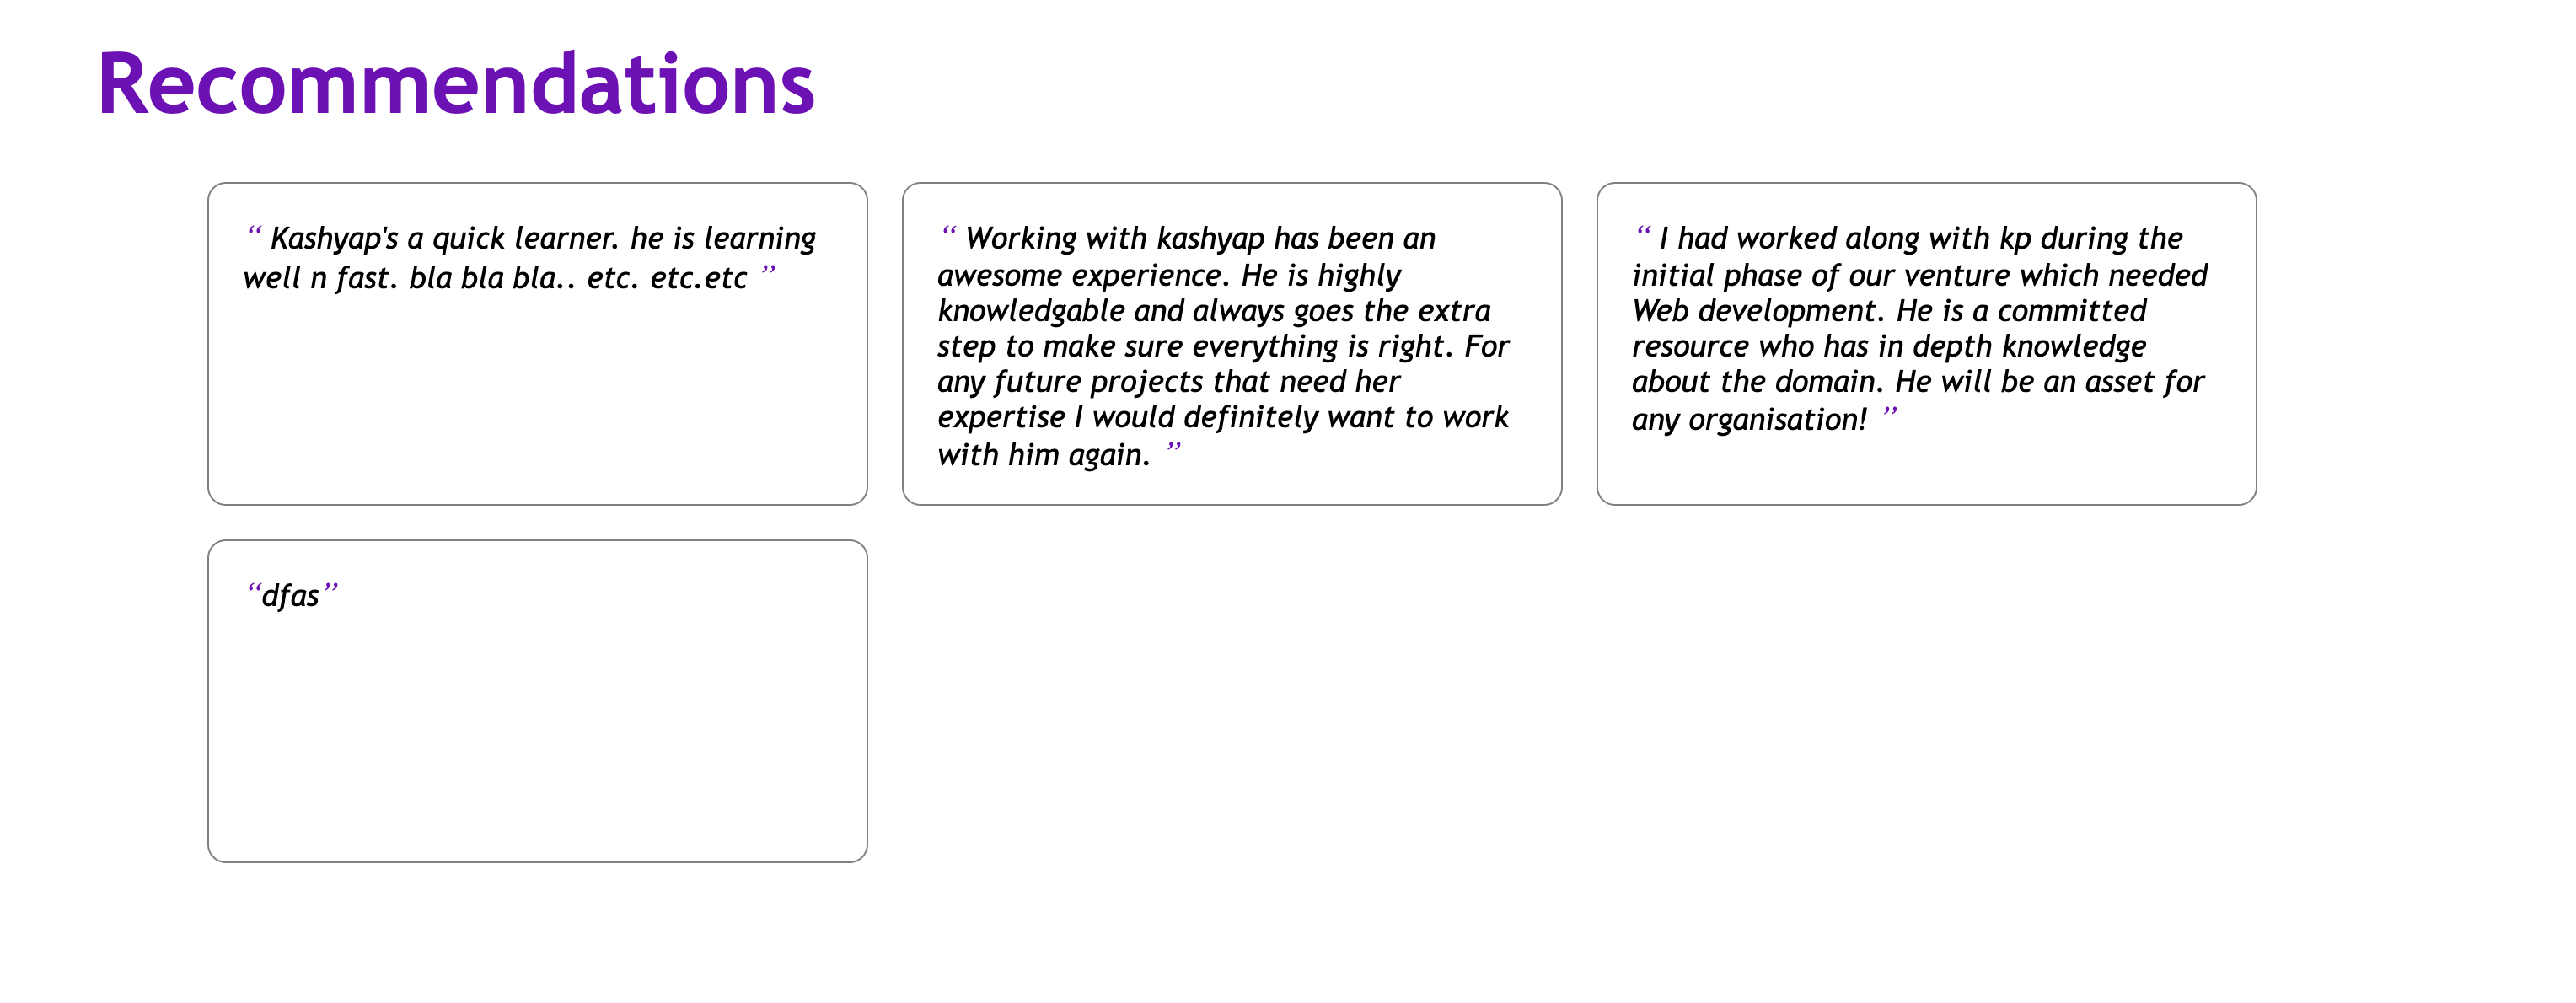 Recommendations
“ Kashyap's a quick learner. he is learning
well n fast. bla bla bla.. etc. etc.etc ”
“ Working with kashyap has been an
awesome experience. He is highly
knowledgable and always goes the extra
step to make sure everything is right. For
any future projects that need her
expertise I would definitely want to work
with him again. ”
“ I had worked along with kp during the
initial phase of our venture which needed
Web development. He is a committed
resource who has in depth knowledge
about the domain. He will be an asset for
any organisation! ”
“dfas”